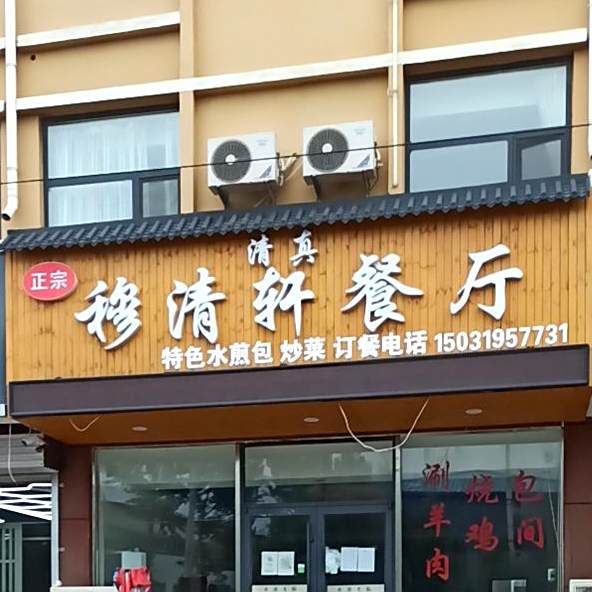 正宗
清真
穆清轩餐厅
特色水煎包 炒菜 订餐电话 15031957731
涮羊肉
烧鸡
包间